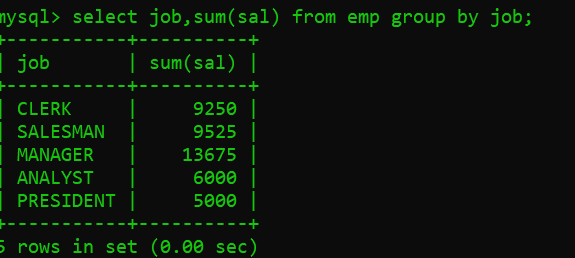 mysql> select job,sum(sal) from emp group by job;
+-----------+----------+
| job       | sum(sal) |
+-----------+----------+
| CLERK     |     9250 |
| SALESMAN  |     9525 |
| MANAGER   |    13675 |
| ANALYST   |     6000 |
| PRESIDENT |     5000 |
+-----------+----------+
5 rows in set (0.00 sec)